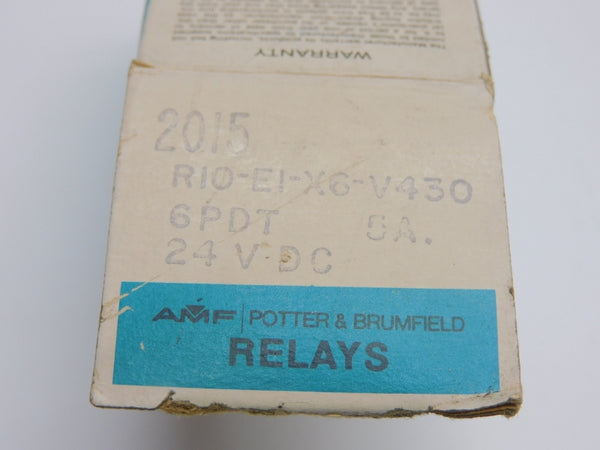 WARRANTY
2015
R10-E1-X6-V430
6PDT 5A.
24 V DC
AMF | POTTER & BRUMFIELD
RELAYS